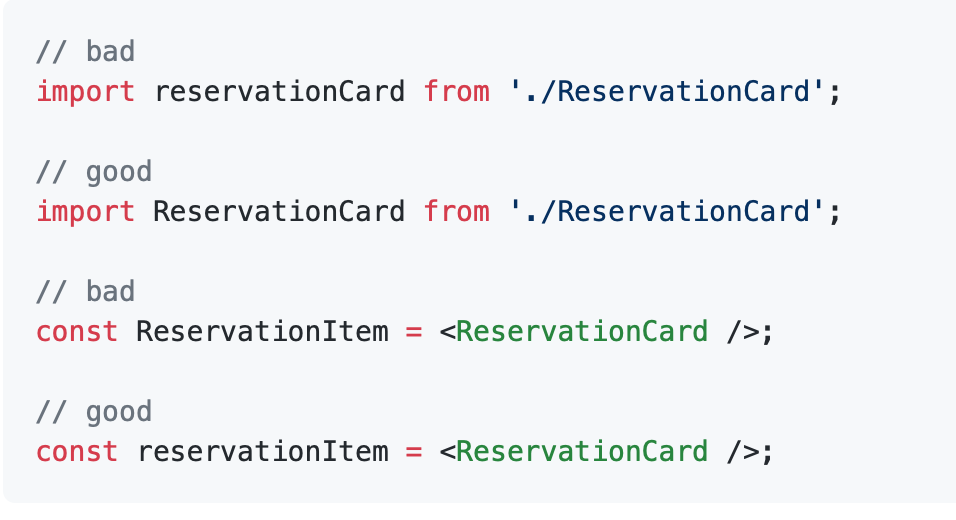 // bad
import reservationCard from './ReservationCard';
// good
import ReservationCard from './ReservationCard';
// bad
const ReservationItem = <ReservationCard />;
// good
const reservationItem = <ReservationCard />;